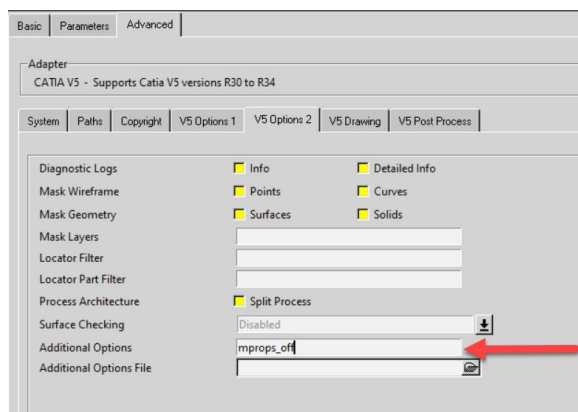 Basic Parameters Advanced
Adapter
CATIA V5 - Supports Catia V5 versions R30 to R34
System Paths Copyright V5 Options 1 V5 Options 2 V5 Drawing V5 Post Process
Diagnostic Logs Info Detailed Info
Mask Wireframe Points Curves
Mask Geometry Surfaces Solids
Mask Layers
Locator Filter
Locator Part Filter
Process Architecture Split Process
Surface Checking Disabled
Additional Options mprops_off
Additional Options File